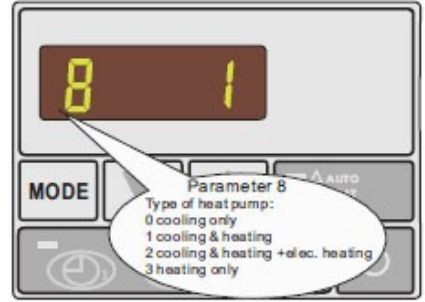 8 1
MODE
AUTO
Parameter 8
Type of heat pump:
0 cooling only
1 cooling & heating
2 cooling & heating +elec. heating
3 heating only